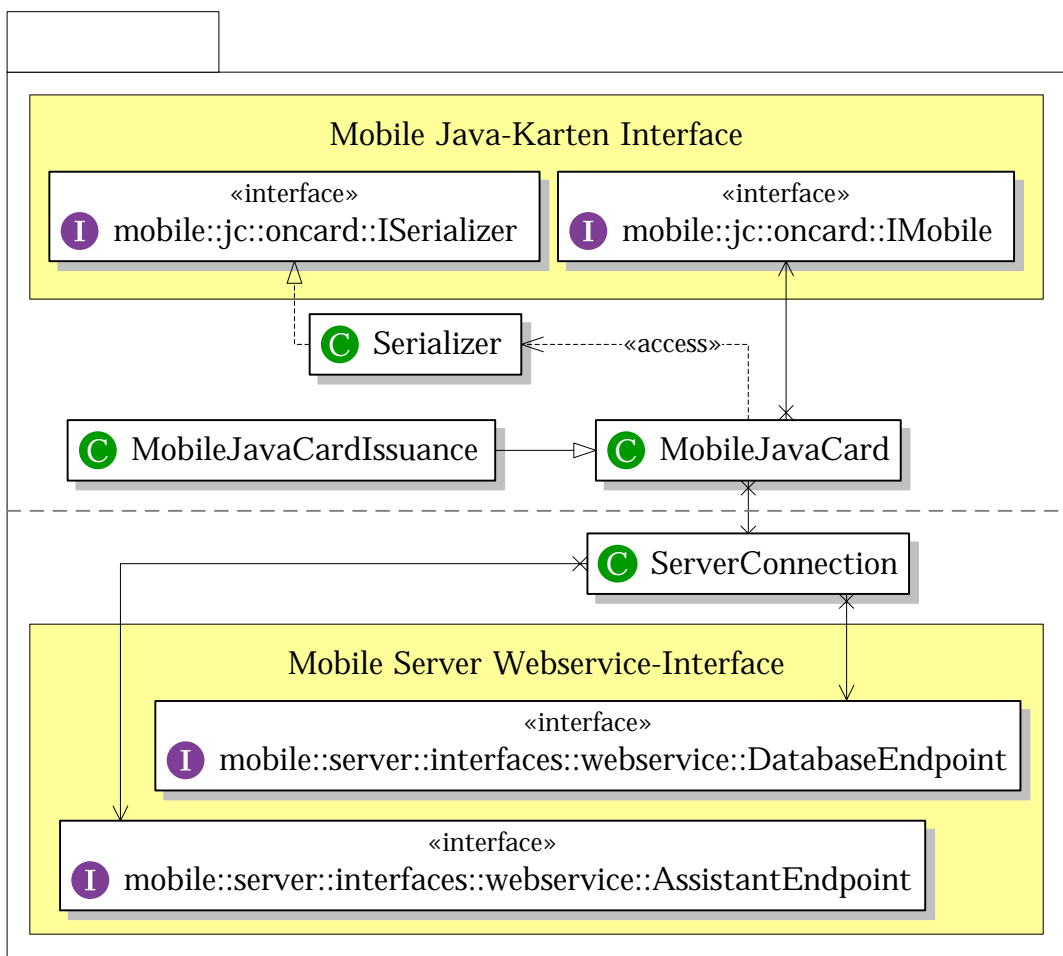 Mobile Java-Karten Interface
«interface»
I mobile::jc::oncard::ISerializer
«interface»
I mobile::jc::oncard::IMobile
C Serializer
«access»
C MobileJavaCardIssuance
C MobileJavaCard
C ServerConnection
Mobile Server Webservice-Interface
«interface»
I mobile::server::interfaces::webservice::DatabaseEndpoint
«interface»
I mobile::server::interfaces::webservice::AssistantEndpoint